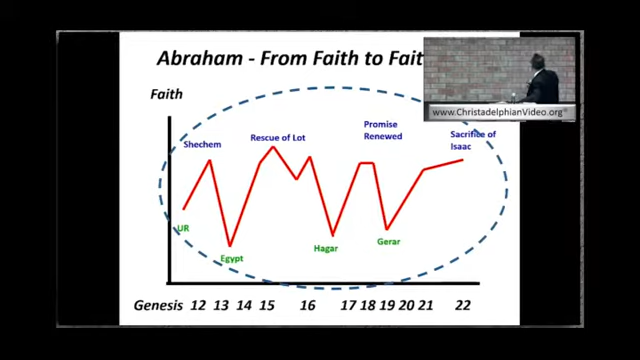 Abraham - From Faith to Fait
www.ChristadelphianVideo.org
Faith
Promise
Renewed
Shechem
Rescue of Lot
Sacrifice of
Isaac
UR
Egypt
Hagar
Gerar
Genesis 12 13 14 15 16 17 18 19 20 21 22